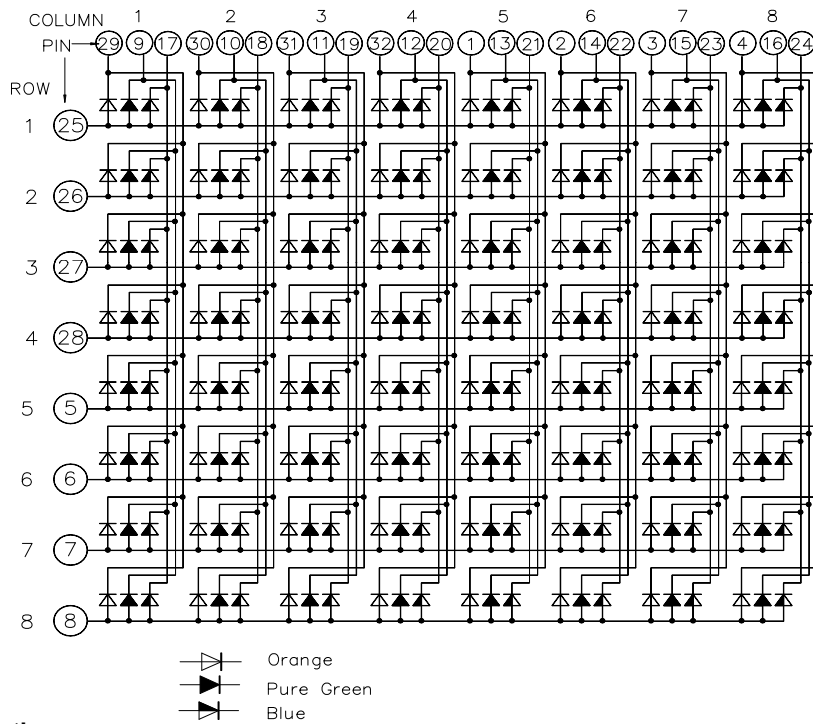 COLUMN 1 2 3 4 5 6 7 8
PIN 29 9 17 30 10 18 31 11 19 32 12 20 1 13 21 2 14 22 3 15 23 4 16 24
ROW
1 25
2 26
3 27
4 28
5 5
6 6
7 7
8 8
Orange
Pure Green
Blue